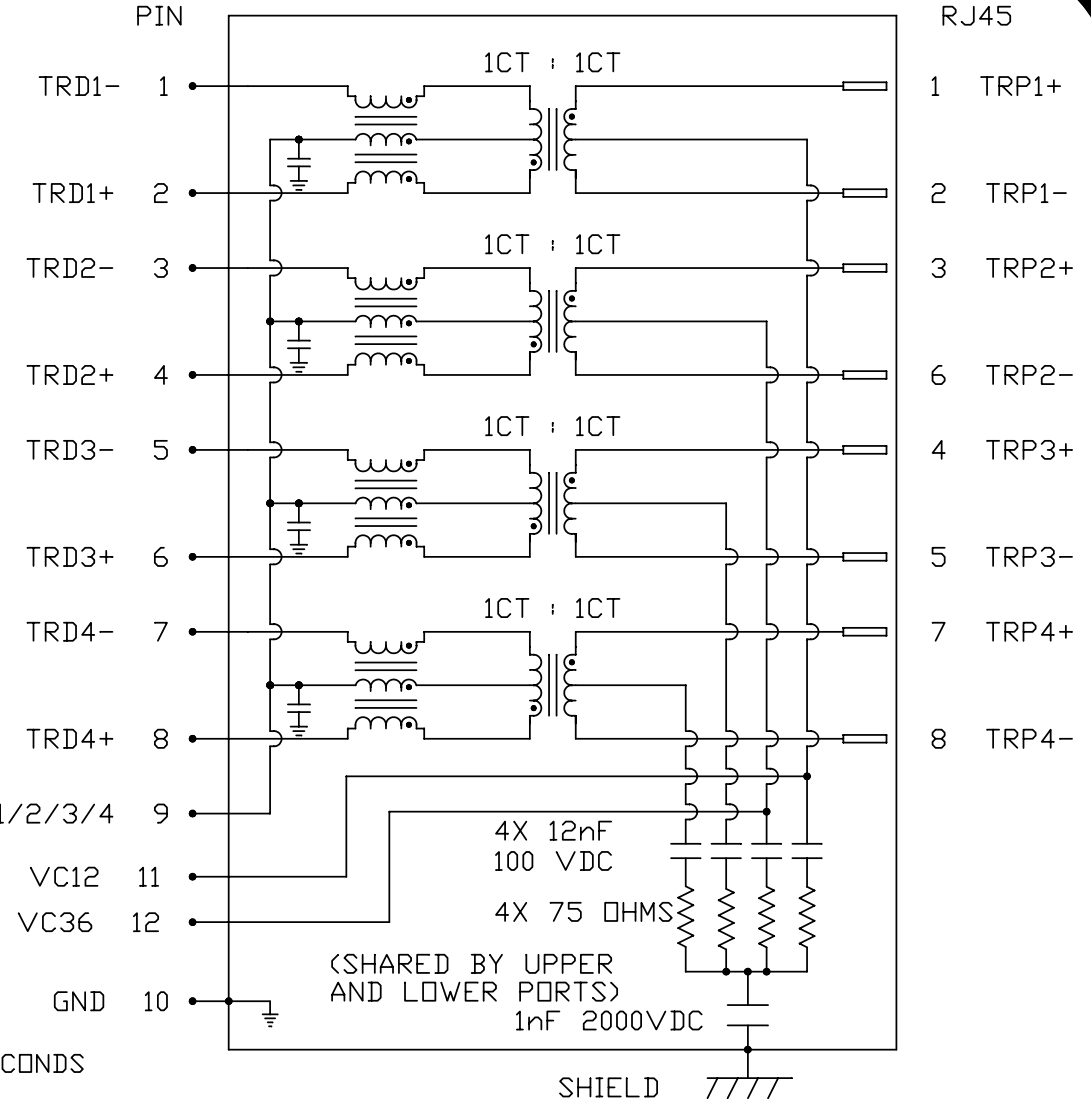 PIN RJ45
1CT : 1CT
TRD1- 1 1 TRP1+
TRD1+ 2 2 TRP1-
1CT : 1CT
TRD2- 3 3 TRP2+
TRD2+ 4 6 TRP2-
1CT : 1CT
TRD3- 5 4 TRP3+
TRD3+ 6 5 TRP3-
1CT : 1CT
TRD4- 7 7 TRP4+
TRD4+ 8 8 TRP4-
1/2/3/4 9
4X 12nF
100 VDC
VC12 11
VC36 12
4X 75 OHMS
(SHARED BY UPPER
AND LOWER PORTS)
GND 10
1nF 2000VDC
CONDS
SHIELD